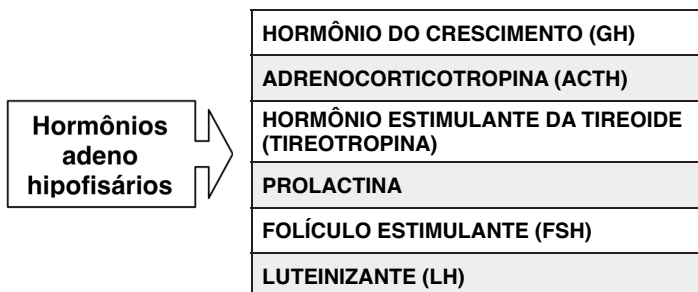 Hormônios
adeno
hipofisários
HORMÔNIO DO CRESCIMENTO (GH)
ADRENOCORTICOTROPINA (ACTH)
HORMÔNIO ESTIMULANTE DA TIREOIDE
(TIREOTROPINA)
PROLACTINA
FOLÍCULO ESTIMULANTE (FSH)
LUTEINIZANTE (LH)